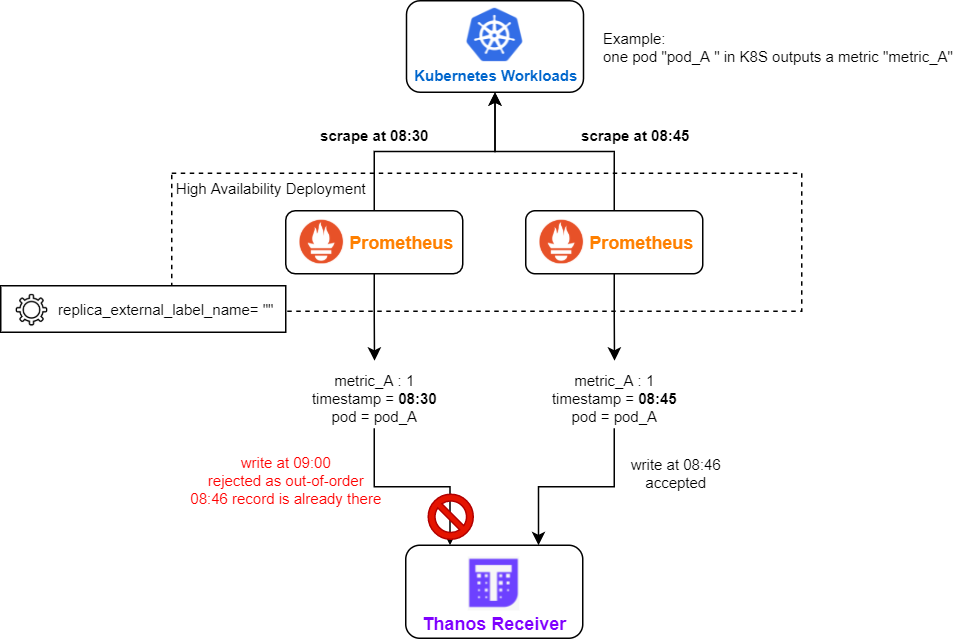 Kubernetes Workloads
Example:
one pod "pod_A " in K8S outputs a metric "metric_A"
scrape at 08:30
scrape at 08:45
High Availability Deployment
Prometheus
Prometheus
replica_external_label_name= ""
metric_A : 1
timestamp = 08:30
pod = pod_A
metric_A : 1
timestamp = 08:45
pod = pod_A
write at 09:00
rejected as out-of-order
08:46 record is already there
write at 08:46
accepted
Thanos Receiver